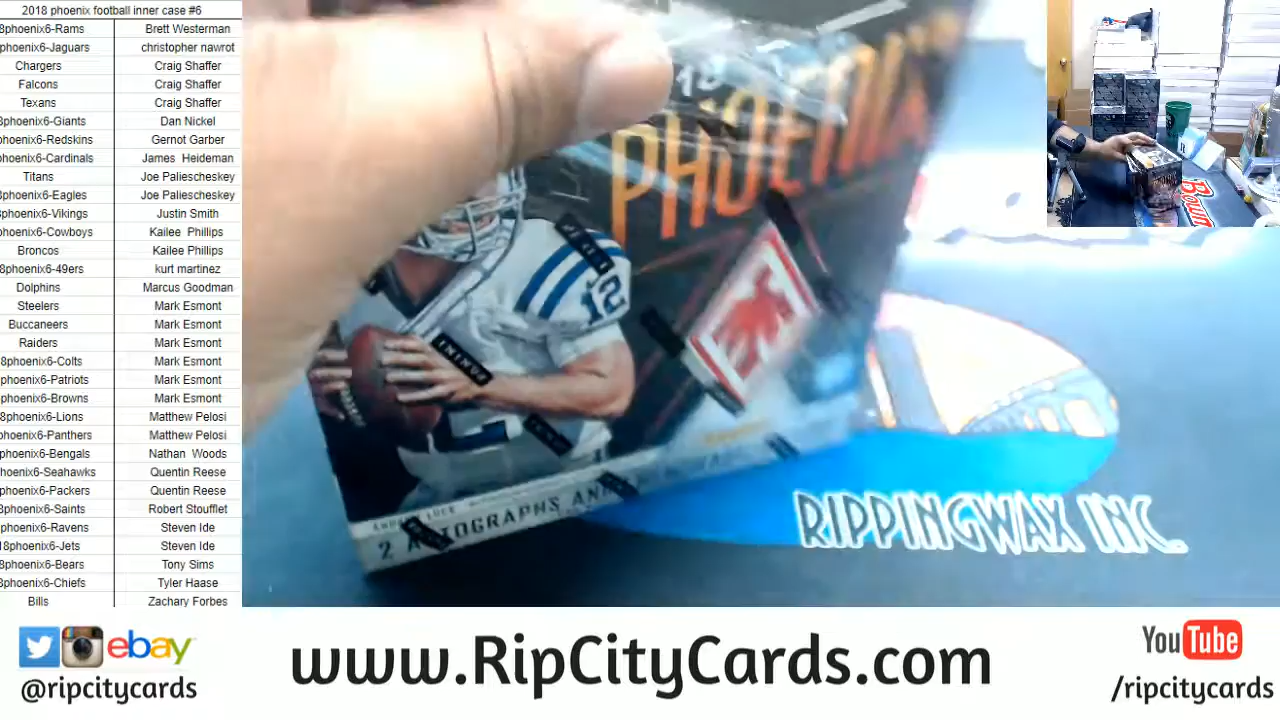 2018 phoenix football inner case #6
8phoenix6-Rams Brett Westerman
phoenix6-Jaguars christopher nawrot
Chargers Craig Shaffer
Falcons Craig Shaffer
Texans Craig Shaffer
8phoenix6-Giants Dan Nickel
phoenix6-Redskins Gernot Garber
phoenix6-Cardinals James Heideman
Titans Joe Paliescheskey
8phoenix6-Eagles Joe Paliescheskey
phoenix6-Vikings Justin Smith
phoenix6-Cowboys Kailee Phillips
Broncos Kailee Phillips
8phoenix6-49ers kurt martinez
Dolphins Marcus Goodman
Steelers Mark Esmont
Buccaneers Mark Esmont
Raiders Mark Esmont
8phoenix6-Colts Mark Esmont
phoenix6-Patriots Mark Esmont
phoenix6-Browns Mark Esmont
8phoenix6-Lions Matthew Pelosi
phoenix6-Panthers Matthew Pelosi
phoenix6-Bengals Nathan Woods
hoenix6-Seahawks Quentin Reese
phoenix6-Packers Quentin Reese
8phoenix6-Saints Robert Stoufflet
phoenix6-Ravens Steven Ide
18phoenix6-Jets Steven Ide
8phoenix6-Bears Tony Sims
8phoenix6-Chiefs Tyler Haase
Bills Zachary Forbes
PHOENIX
12
PANINI
ANDREW LUCK
2 AUTOGRAPHS AND
RIPPINGWAX INC.
ebay
@ripcitycards
www.RipCityCards.com
YouTube
/ripcitycards